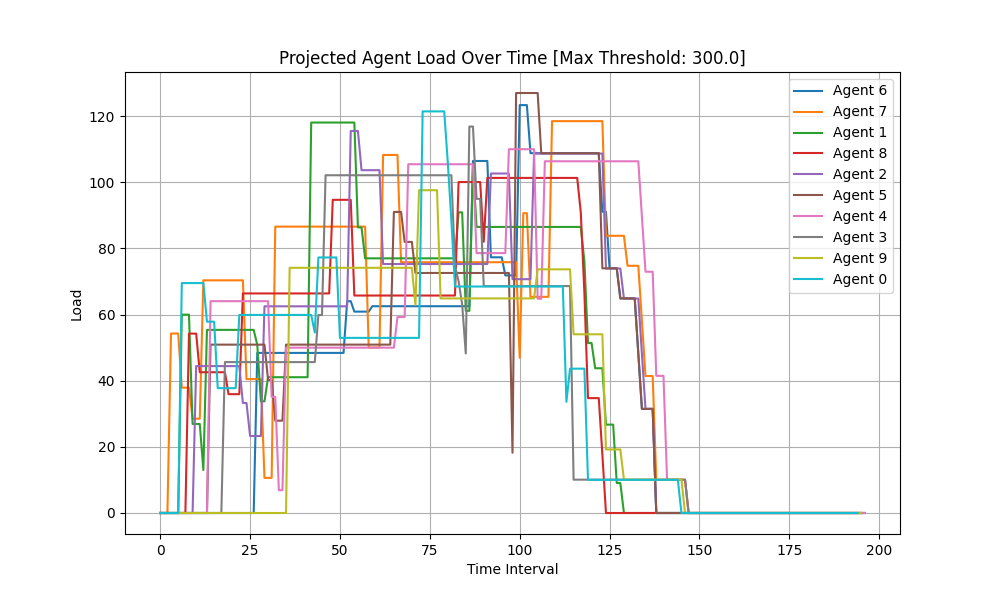 Projected Agent Load Over Time [Max Threshold: 300.0]
Load
120
100
80
60
40
20
0
0 25 50 75 100 125 150 175 200
Time Interval
Agent 6
Agent 7
Agent 1
Agent 8
Agent 2
Agent 5
Agent 4
Agent 3
Agent 9
Agent 0